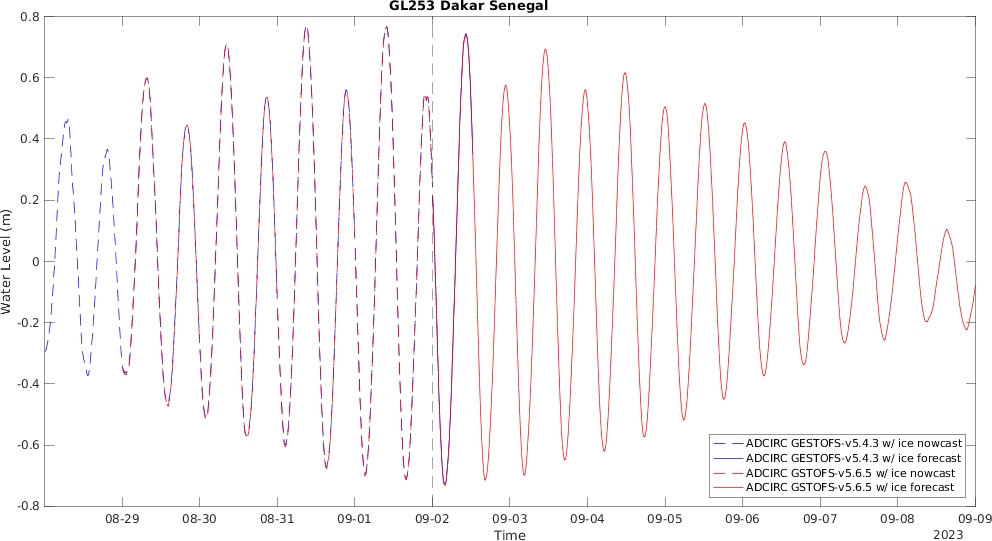 GL253 Dakar Senegal
0.8
0.6
0.4
0.2
0
-0.2
-0.4
-0.6
-0.8
Water Level (m)
ADCIRC GESTOFS-v5.4.3 w/ ice nowcast
ADCIRC GESTOFS-v5.4.3 w/ ice forecast
ADCIRC GSTOFS-v5.6.5 w/ ice nowcast
ADCIRC GSTOFS-v5.6.5 w/ ice forecast
08-29 08-30 08-31 09-01 09-02 09-03 09-04 09-05 09-06 09-07 09-08 09-09
Time
2023